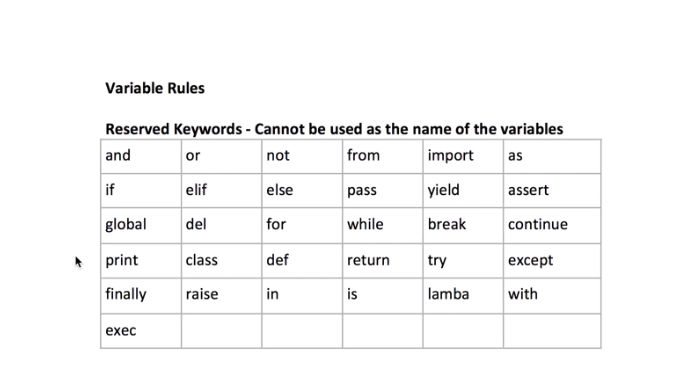 Variable Rules
Reserved Keywords - Cannot be used as the name of the variables
and or not from import as
if elif else pass yield assert
global del for while break continue
print class def return try except
finally raise in is lamba with
exec